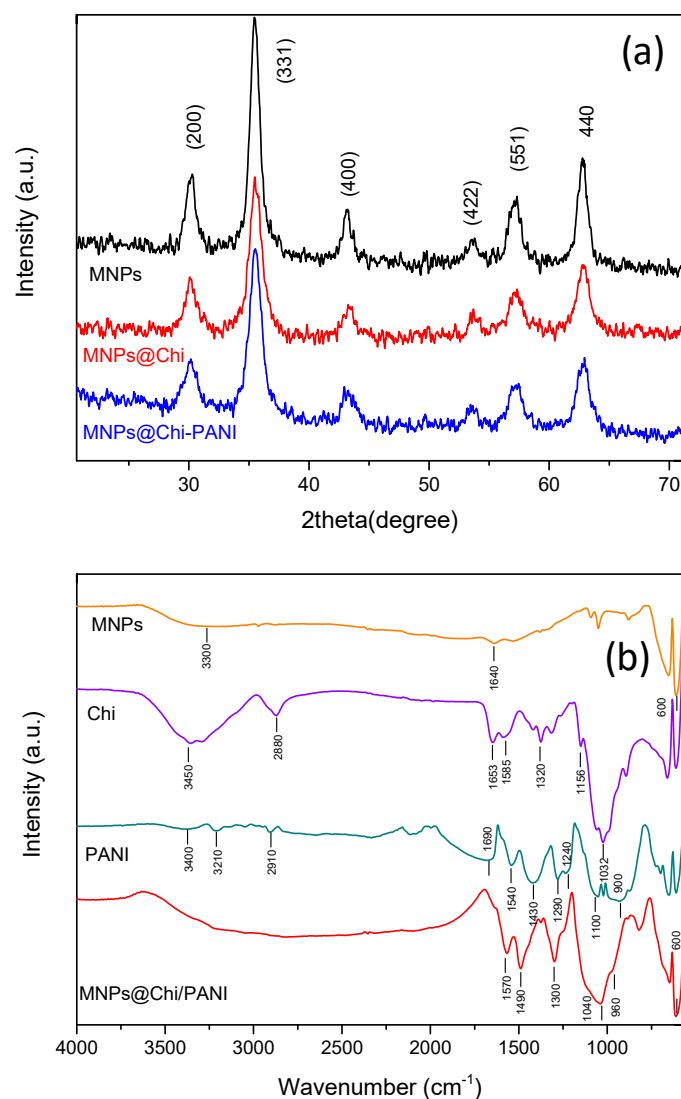 (a)
(200)
(331)
(400)
(422)
(551)
440
Intensity (a.u.)
MNPs
MNPs@Chi
MNPs@Chi-PANI
30 40 50 60 70
2theta(degree)
(b)
Intensity (a.u.)
MNPs
3300
1640
600
Chi
3450
2880
1653
1585
1320
1156
1032
PANI
3400
3210
2910
1690
1540
1430
1290
1240
1100
900
MNPs@Chi/PANI
1570
1490
1300
1040
960
600
4000 3500 3000 2500 2000 1500 1000
Wavenumber (cm⁻¹)